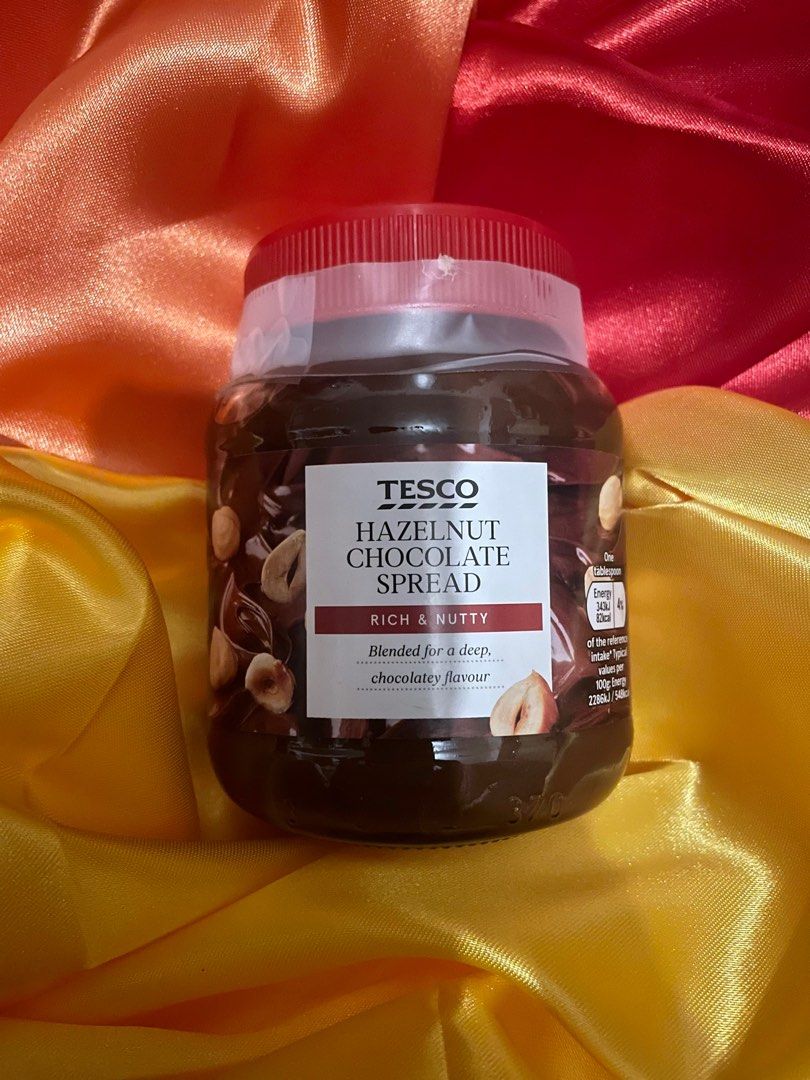 TESCO
HAZELNUT
CHOCOLATE
SPREAD
RICH & NUTTY
Blended for a deep,
chocolatey flavour
One
tablespoon
Energy
343kJ
82kcal
4%
of the reference
intake* Typical
values per
100g: Energy
2286kJ / 548kcal
370